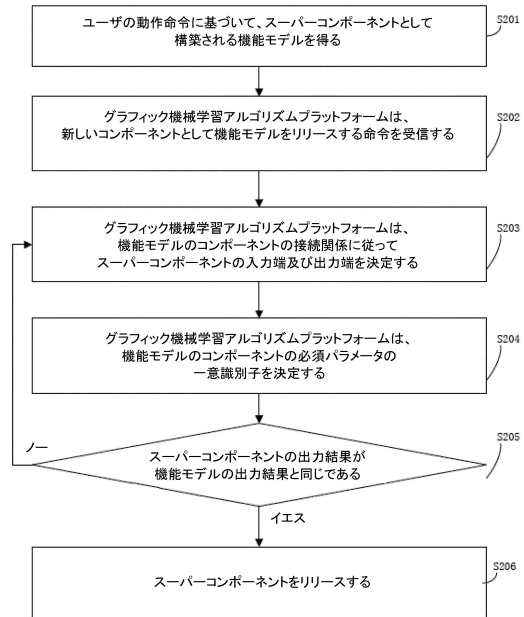 ユーザの動作命令に基づいて、スーパーコンポーネントとして
構築される機能モデルを得る
S201
グラフィック機械学習アルゴリズムプラットフォームは、
新しいコンポーネントとして機能モデルをリリースする命令を受信する
S202
グラフィック機械学習アルゴリズムプラットフォームは、
機能モデルのコンポーネントの接続関係に従って
スーパーコンポーネントの入力端及び出力端を決定する
S203
グラフィック機械学習アルゴリズムプラットフォームは、
機能モデルのコンポーネントの必須パラメータの
一意識別子を決定する
S204
ノー
スーパーコンポーネントの出力結果が
機能モデルの出力結果と同じである
S205
イエス
スーパーコンポーネントをリリースする
S206